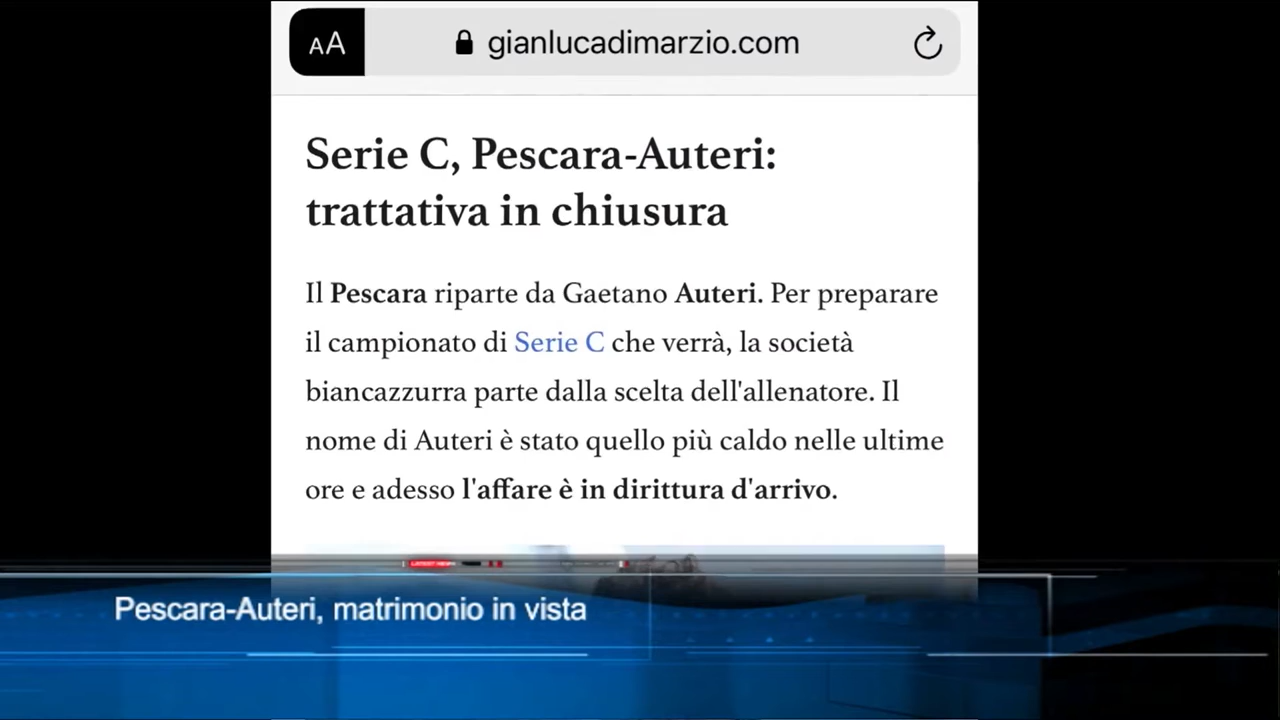 AA gianlucadimarzio.com
Serie C, Pescara-Auteri:
trattativa in chiusura
Il Pescara riparte da Gaetano Auteri. Per preparare
il campionato di Serie C che verrà, la società
biancazzurra parte dalla scelta dell'allenatore. Il
nome di Auteri è stato quello più caldo nelle ultime
ore e adesso l'affare è in dirittura d'arrivo.
LATEST NEWS
Pescara-Auteri, matrimonio in vista